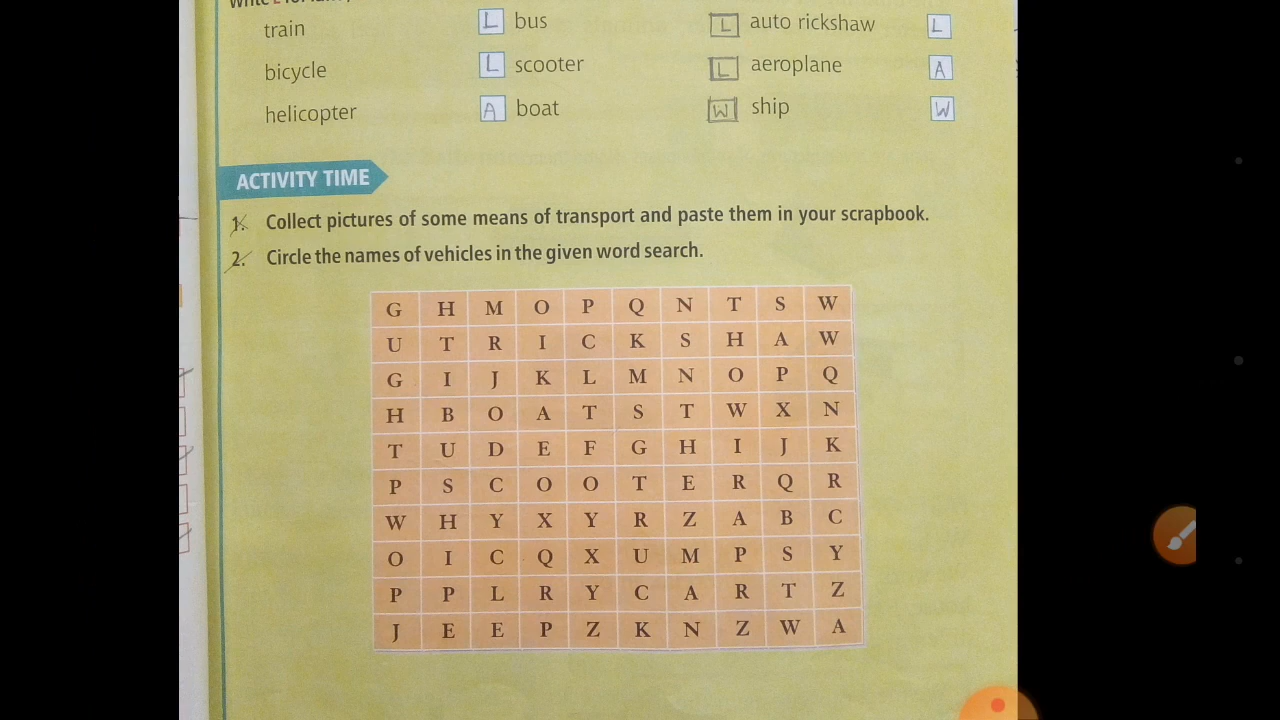 train L bus L auto rickshaw L
bicycle L scooter L aeroplane A
helicopter A boat W ship W
ACTIVITY TIME
1. Collect pictures of some means of transport and paste them in your scrapbook.
2. Circle the names of vehicles in the given word search.
G H M O P Q N T S W
U T R I C K S H A W
G I J K L M N O P Q
H B O A T S T W X N
T U D E F G H I J K
P S C O O T E R Q R
W H Y X Y R Z A B C
O I C Q X U M P S Y
P P L R Y C A R T Z
J E E P Z K N Z W A